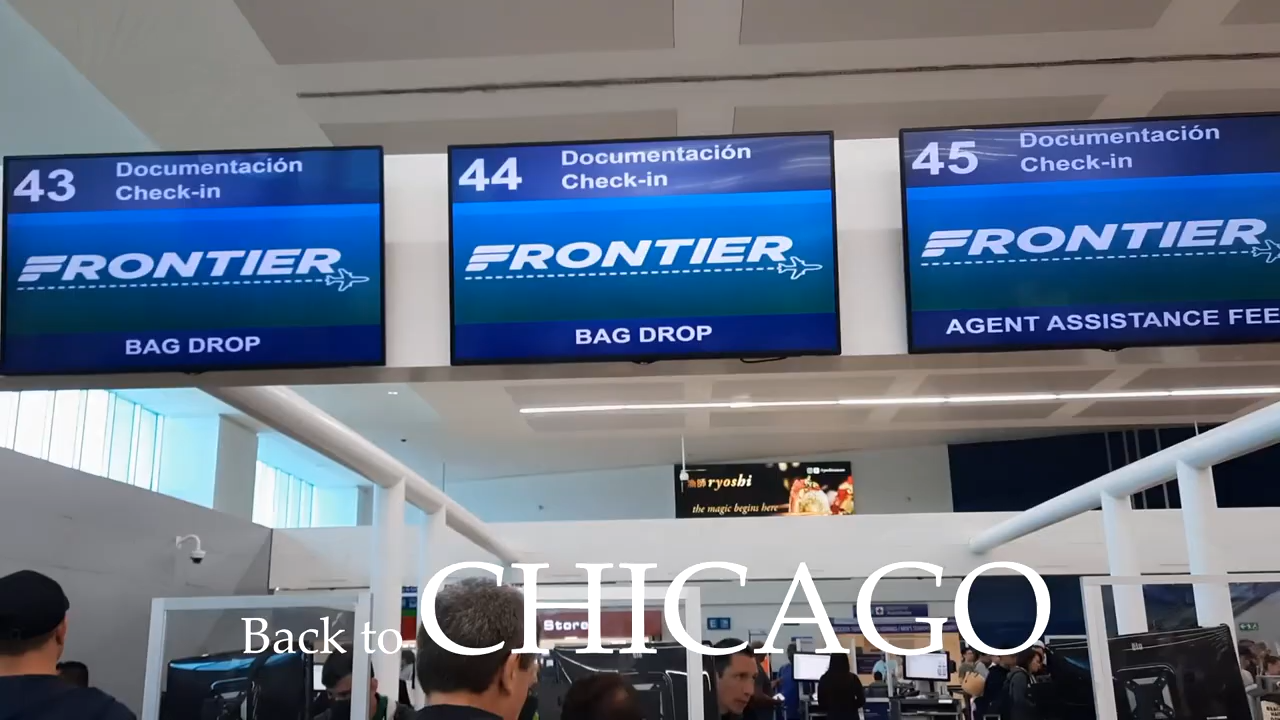 43 Documentación
Check-in
FRONTIER
BAG DROP
44 Documentación
Check-in
FRONTIER
BAG DROP
45 Documentación
Check-in
FRONTIER
AGENT ASSISTANCE FEE
ryoshi
the magic begins here
Store
Back to CHICAGO